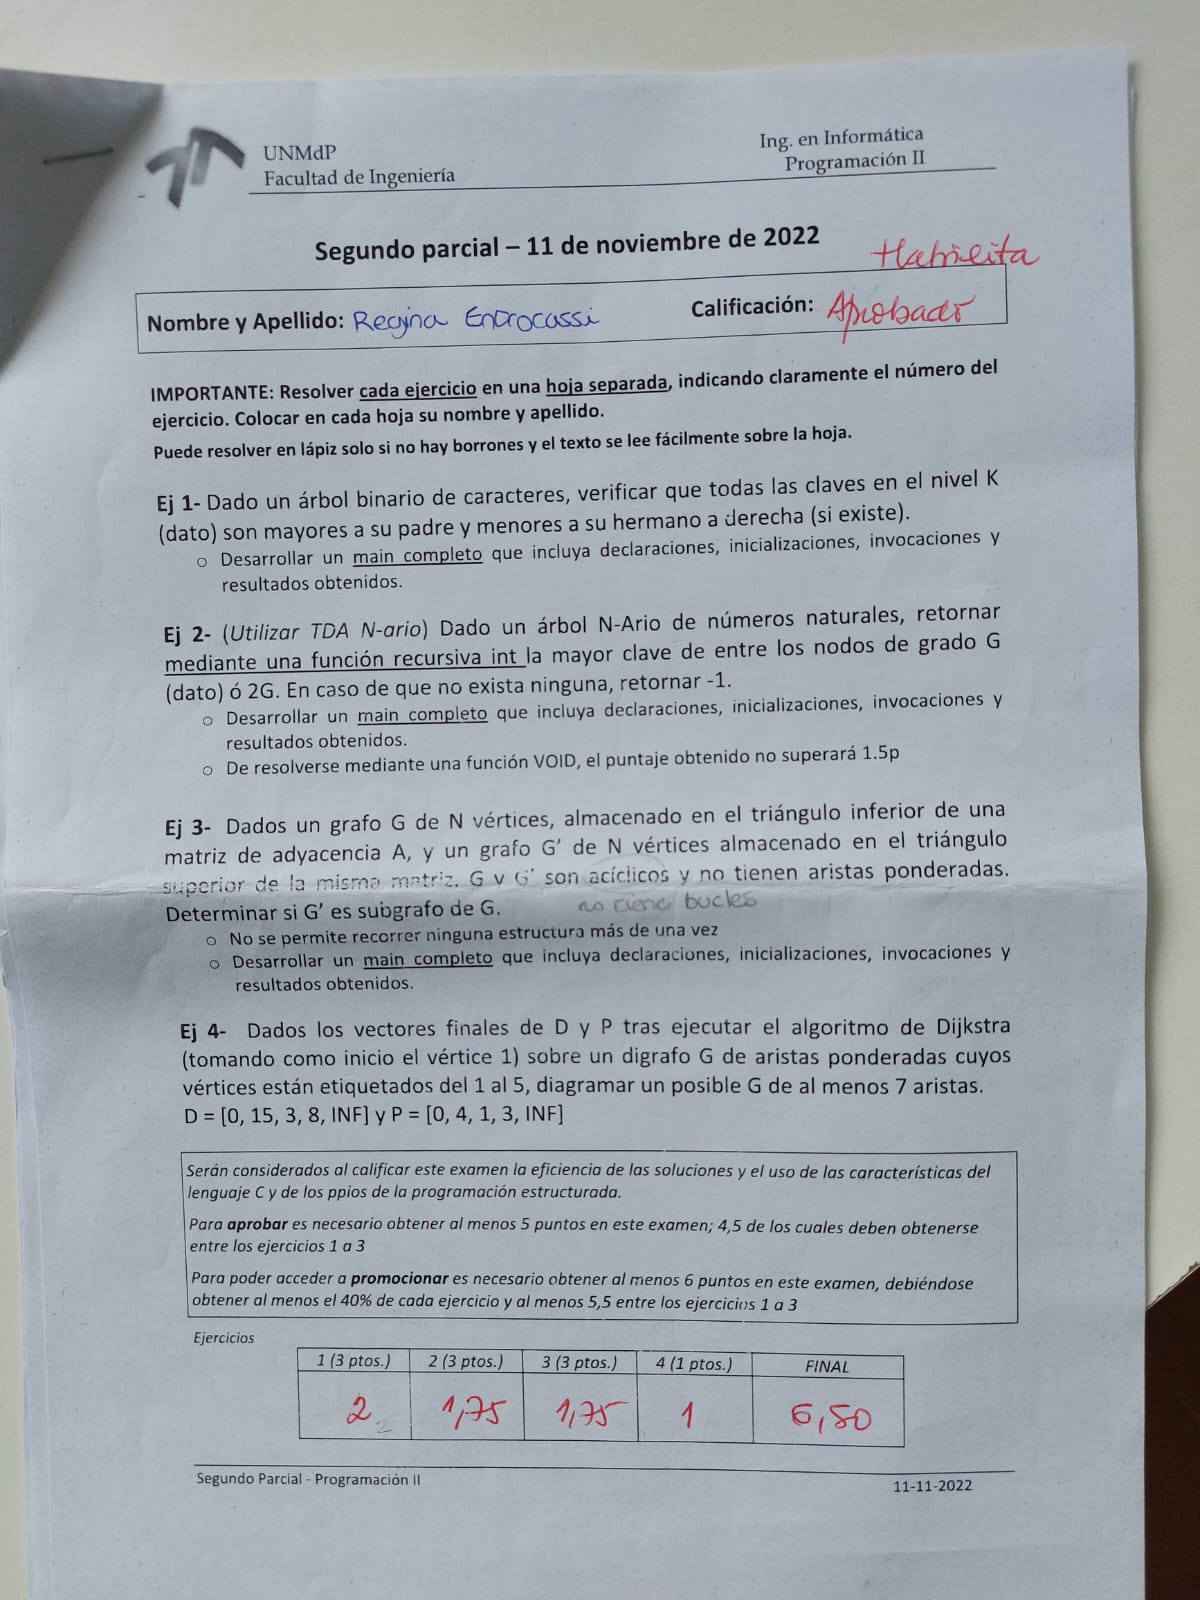 UNMdP
Facultad de Ingeniería
Ing. en Informática
Programación II
Segundo parcial – 11 de noviembre de 2022
Habilita
Nombre y Apellido: Regina Endrocassi
Calificación: Aprobado
IMPORTANTE: Resolver cada ejercicio en una hoja separada, indicando claramente el número del
ejercicio. Colocar en cada hoja su nombre y apellido.
Puede resolver en lápiz solo si no hay borrones y el texto se lee fácilmente sobre la hoja.
Ej 1- Dado un árbol binario de caracteres, verificar que todas las claves en el nivel K
(dato) son mayores a su padre y menores a su hermano a derecha (si existe).
o Desarrollar un main completo que incluya declaraciones, inicializaciones, invocaciones y
resultados obtenidos.
Ej 2- (Utilizar TDA N-ario) Dado un árbol N-Ario de números naturales, retornar
mediante una función recursiva int la mayor clave de entre los nodos de grado G
(dato) ó 2G. En caso de que no exista ninguna, retornar -1.
o Desarrollar un main completo que incluya declaraciones, inicializaciones, invocaciones y
resultados obtenidos.
o De resolverse mediante una función VOID, el puntaje obtenido no superará 1.5p
Ej 3- Dados un grafo G de N vértices, almacenado en el triángulo inferior de una
matriz de adyacencia A, y un grafo G' de N vértices almacenado en el triángulo
superior de la misma matriz. G y G' son acíclicos y no tienen aristas ponderadas.
Determinar si G' es subgrafo de G.
no tiene bucles
o No se permite recorrer ninguna estructura más de una vez
o Desarrollar un main completo que incluya declaraciones, inicializaciones, invocaciones y
resultados obtenidos.
Ej 4- Dados los vectores finales de D y P tras ejecutar el algoritmo de Dijkstra
(tomando como inicio el vértice 1) sobre un digrafo G de aristas ponderadas cuyos
vértices están etiquetados del 1 al 5, diagramar un posible G de al menos 7 aristas.
D = [0, 15, 3, 8, INF] y P = [0, 4, 1, 3, INF]
Serán considerados al calificar este examen la eficiencia de las soluciones y el uso de las características del
lenguaje C y de los ppios de la programación estructurada.
Para aprobar es necesario obtener al menos 5 puntos en este examen; 4,5 de los cuales deben obtenerse
entre los ejercicios 1 a 3
Para poder acceder a promocionar es necesario obtener al menos 6 puntos en este examen, debiéndose
obtener al menos el 40% de cada ejercicio y al menos 5,5 entre los ejercicios 1 a 3
Ejercicios
1 (3 ptos.) 2 (3 ptos.) 3 (3 ptos.) 4 (1 ptos.) FINAL
2 2 1,75 1,75 1 6,50
Segundo Parcial - Programación II
11-11-2022